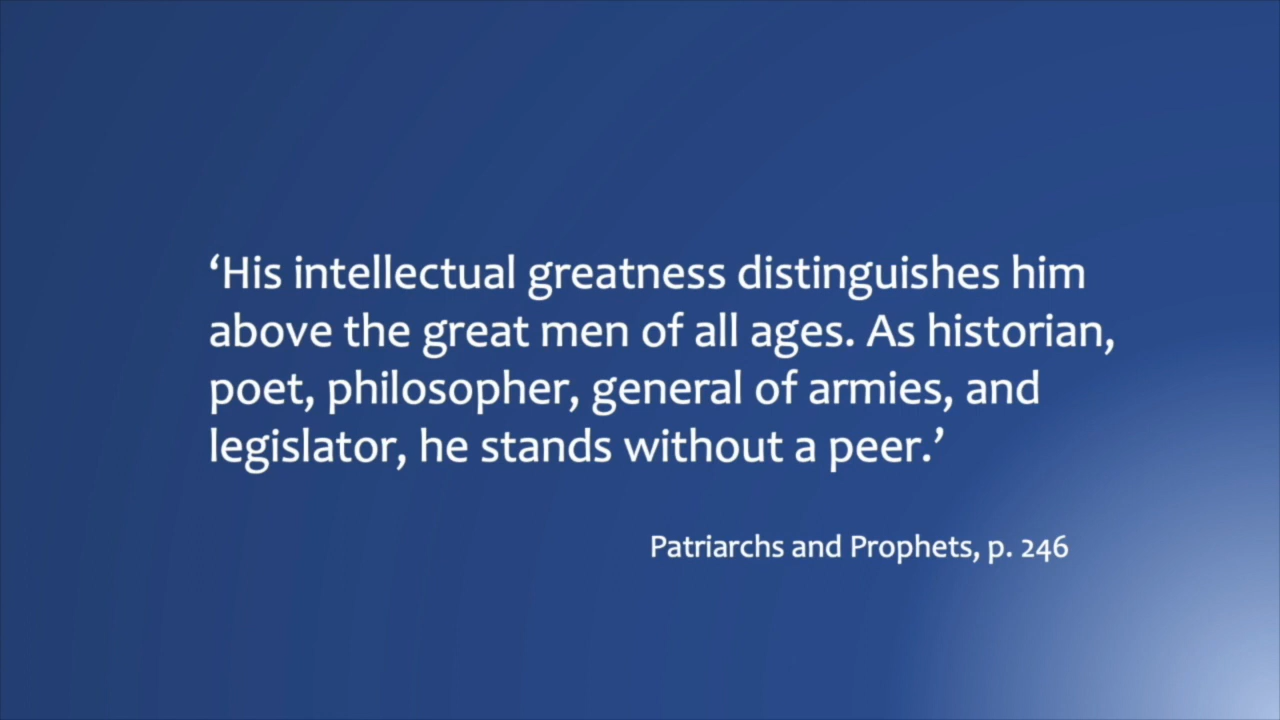 ‘His intellectual greatness distinguishes him
above the great men of all ages. As historian,
poet, philosopher, general of armies, and
legislator, he stands without a peer.’
Patriarchs and Prophets, p. 246